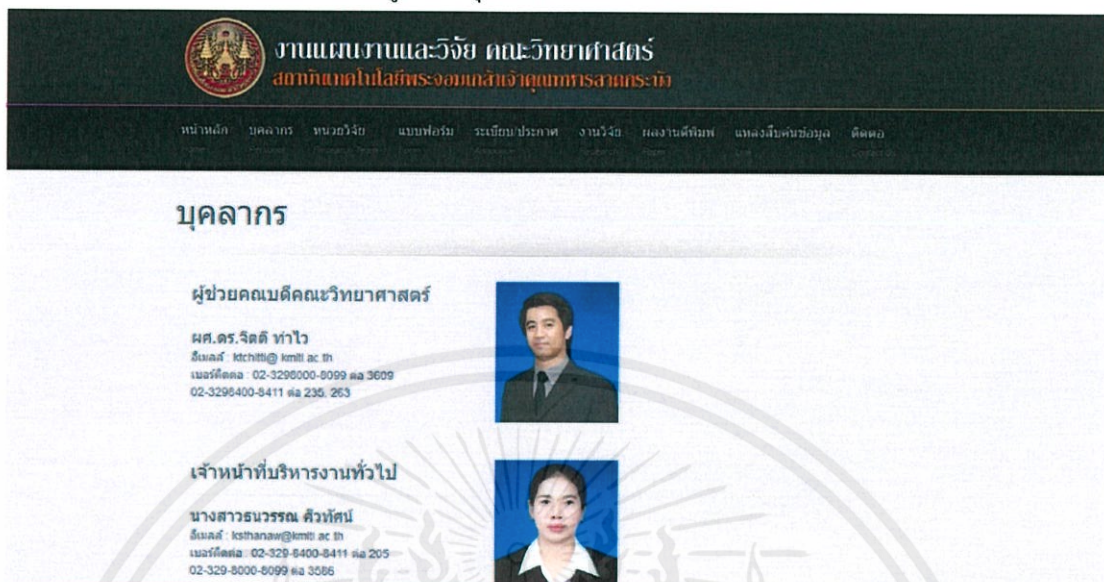 งานแผนงานและวิจัย คณะวิทยาศาสตร์
สถาบันเทคโนโลยีพระจอมเกล้าเจ้าคุณทหารลาดกระบัง
หน้าหลัก บุคลากร หน่วยวิจัย แบบฟอร์ม ระเบียบ/ประกาศ งานวิจัย ผลงานตีพิมพ์ แหล่งสืบค้นข้อมูล ติดต่อ
บุคลากร
ผู้ช่วยคณบดีคณะวิทยาศาสตร์
ผศ.ดร.จิตติ ท่าไว
อีเมลล์ : ktchitti@ kmitl.ac.th
เบอร์ติดต่อ : 02-3298000-8099 ต่อ 3609
02-3298400-8411 ต่อ 235, 263
เจ้าหน้าที่บริหารงานทั่วไป
นางสาวธนวรรณ ศิวทัศน์
อีเมลล์ : ksthanaw@kmitl.ac.th
เบอร์ติดต่อ : 02-329-8400-8411 ต่อ 205
02-329-8000-8099 ต่อ 3586